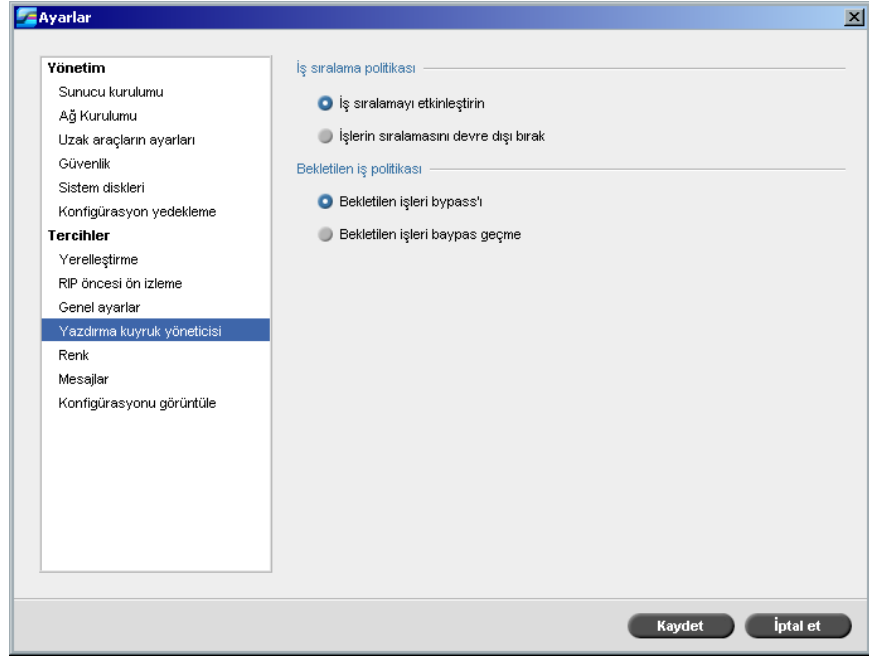 Ayarlar
Yönetim
Sunucu kurulumu
Ağ Kurulumu
Uzak araçların ayarları
Güvenlik
Sistem diskleri
Konfigürasyon yedekleme
Tercihler
Yerelleştirme
RIP öncesi ön izleme
Genel ayarlar
Yazdırma kuyruk yöneticisi
Renk
Mesajlar
Konfigürasyonu görüntüle
İş sıralama politikası
İş sıralamayı etkinleştirin
İşlerin sıralamasını devre dışı bırak
Bekletilen iş politikası
Bekletilen işleri bypass'ı
Bekletilen işleri baypas geçme
Kaydet
İptal et